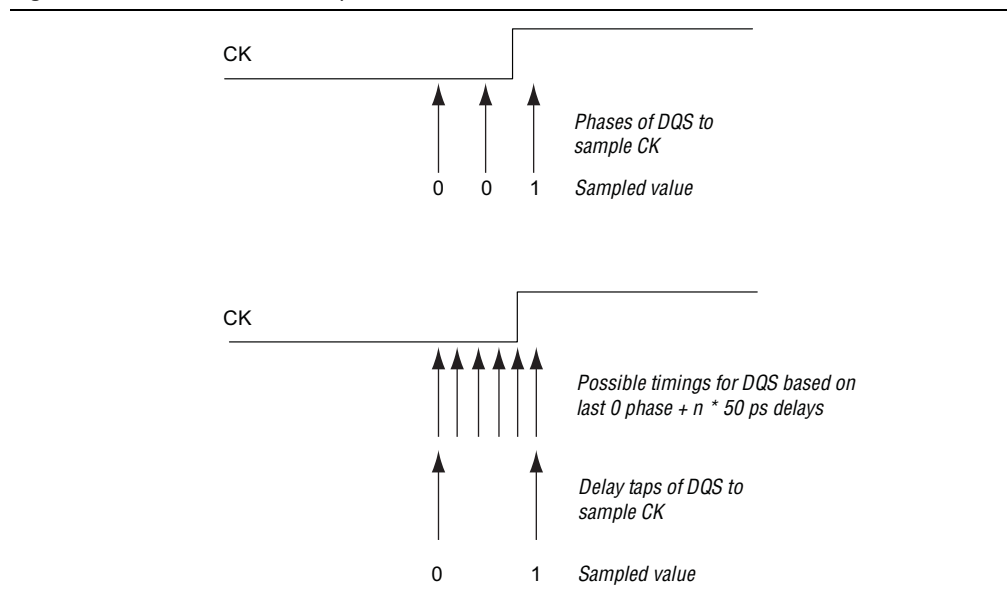 CK
Phases of DQS to
sample CK
0 0 1 Sampled value
CK
Possible timings for DQS based on
last 0 phase + n * 50 ps delays
Delay taps of DQS to
sample CK
0 1 Sampled value